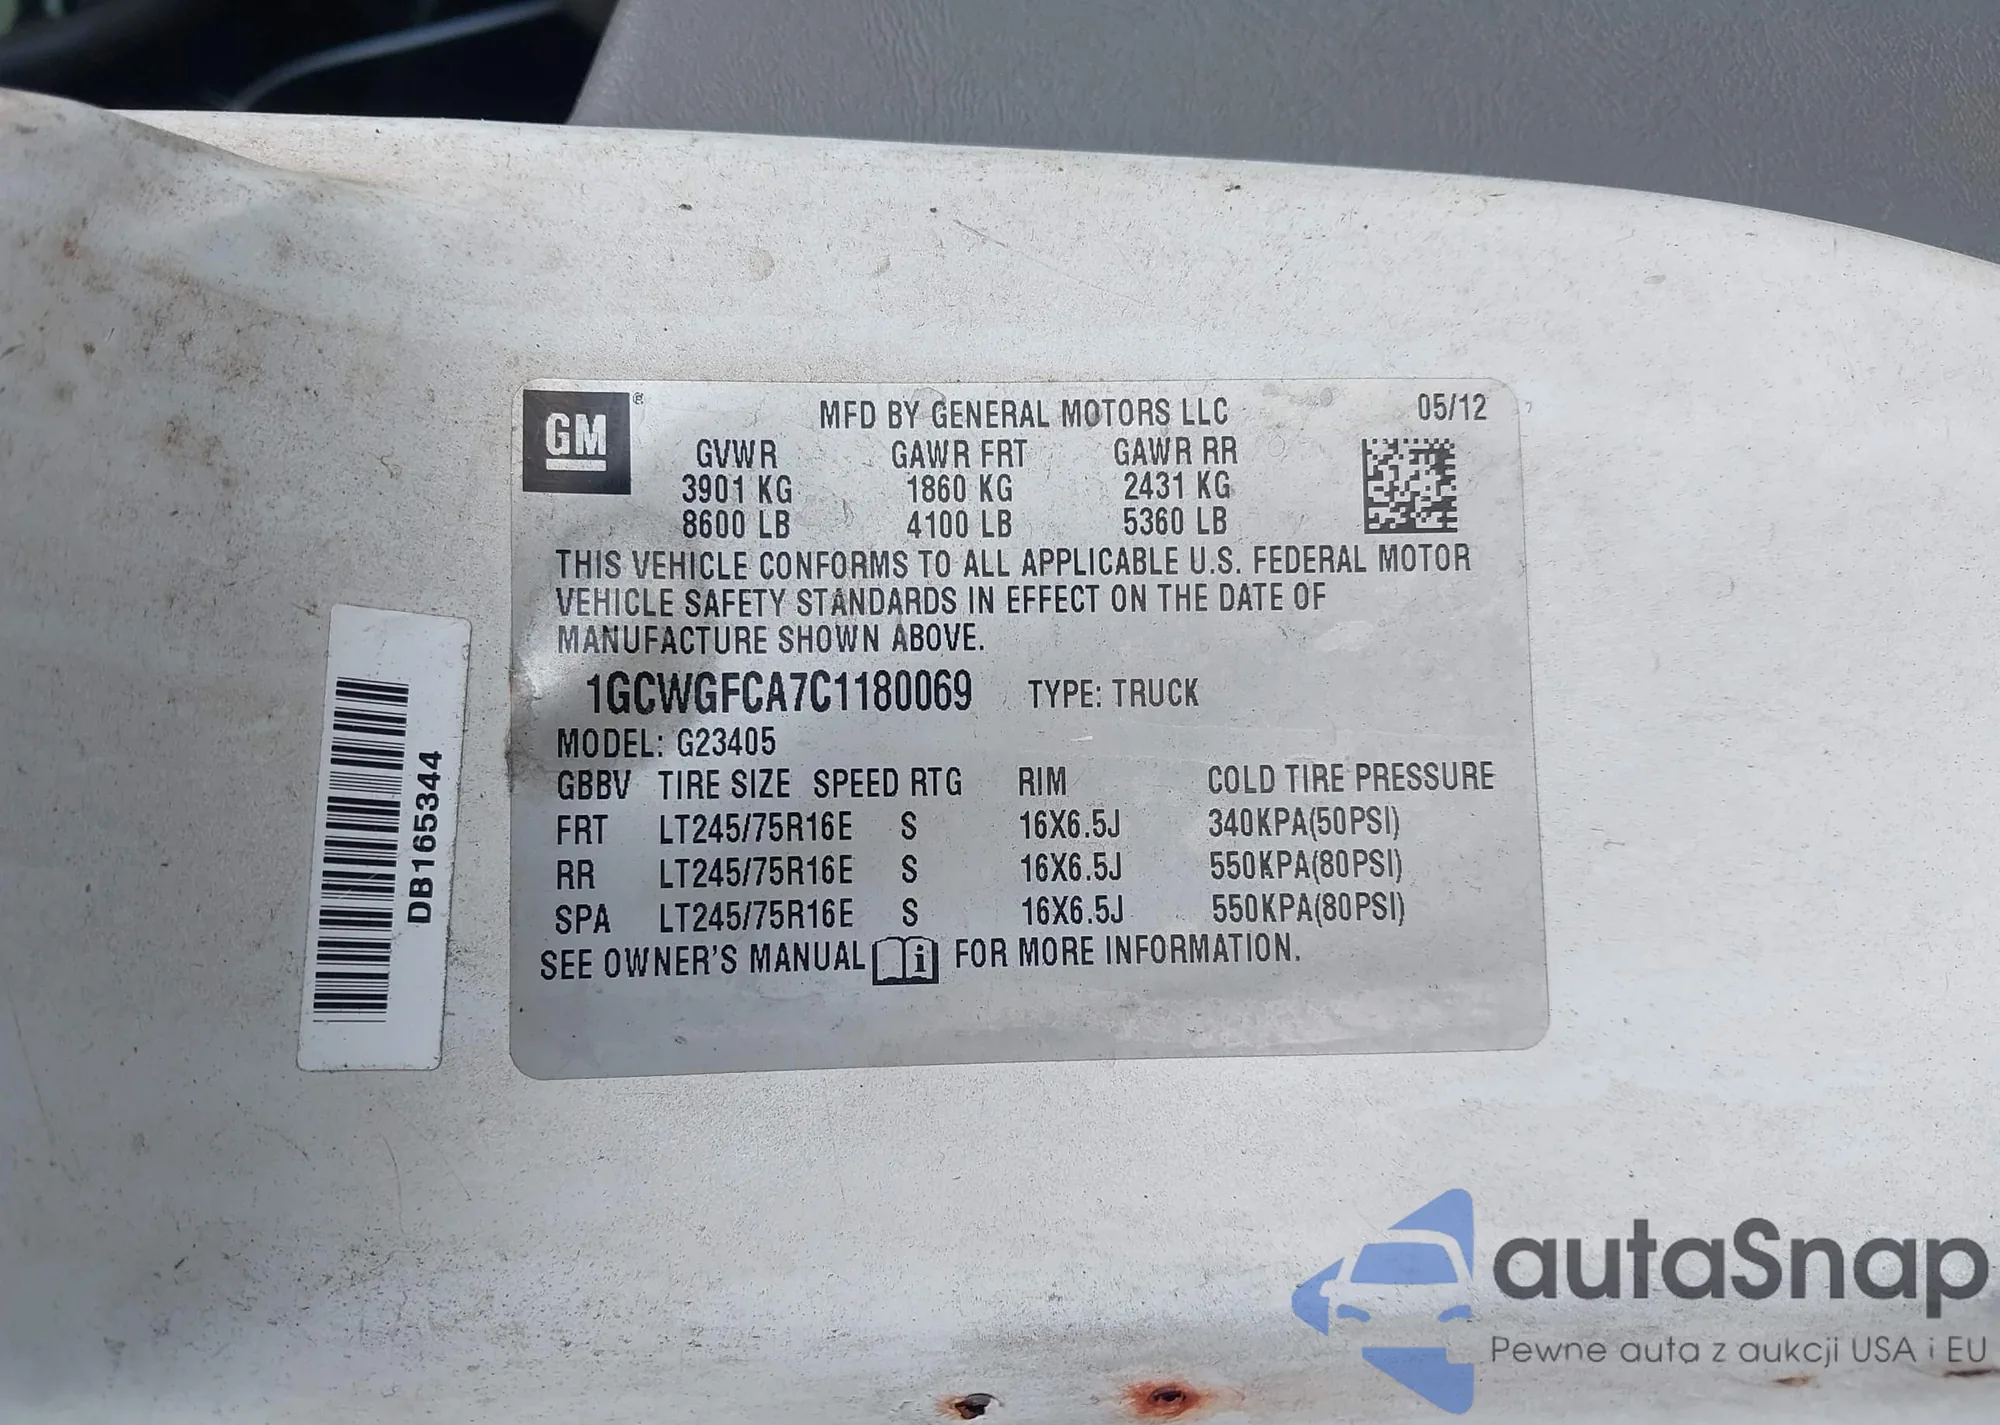 GM®
MFD BY GENERAL MOTORS LLC 05/12
GVWR GAWR FRT GAWR RR
3901 KG 1860 KG 2431 KG
8600 LB 4100 LB 5360 LB
THIS VEHICLE CONFORMS TO ALL APPLICABLE U.S. FEDERAL MOTOR
VEHICLE SAFETY STANDARDS IN EFFECT ON THE DATE OF
MANUFACTURE SHOWN ABOVE.
1GCWGFCA7C1180069 TYPE: TRUCK
MODEL: G23405
GBBV TIRE SIZE SPEED RTG RIM COLD TIRE PRESSURE
FRT LT245/75R16E S 16X6.5J 340KPA(50PSI)
RR LT245/75R16E S 16X6.5J 550KPA(80PSI)
SPA LT245/75R16E S 16X6.5J 550KPA(80PSI)
SEE OWNER'S MANUAL i FOR MORE INFORMATION.
DB165344
autaSnap
Pewne auta z aukcji USA i EU